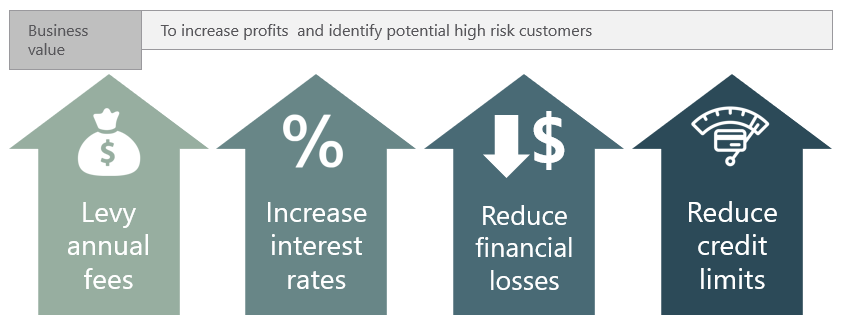 Business
value
To increase profits  and identify potential high risk customers
$
%
$
Levy
annual
fees
Increase
interest
rates
Reduce
financial
losses
Reduce
credit
limits